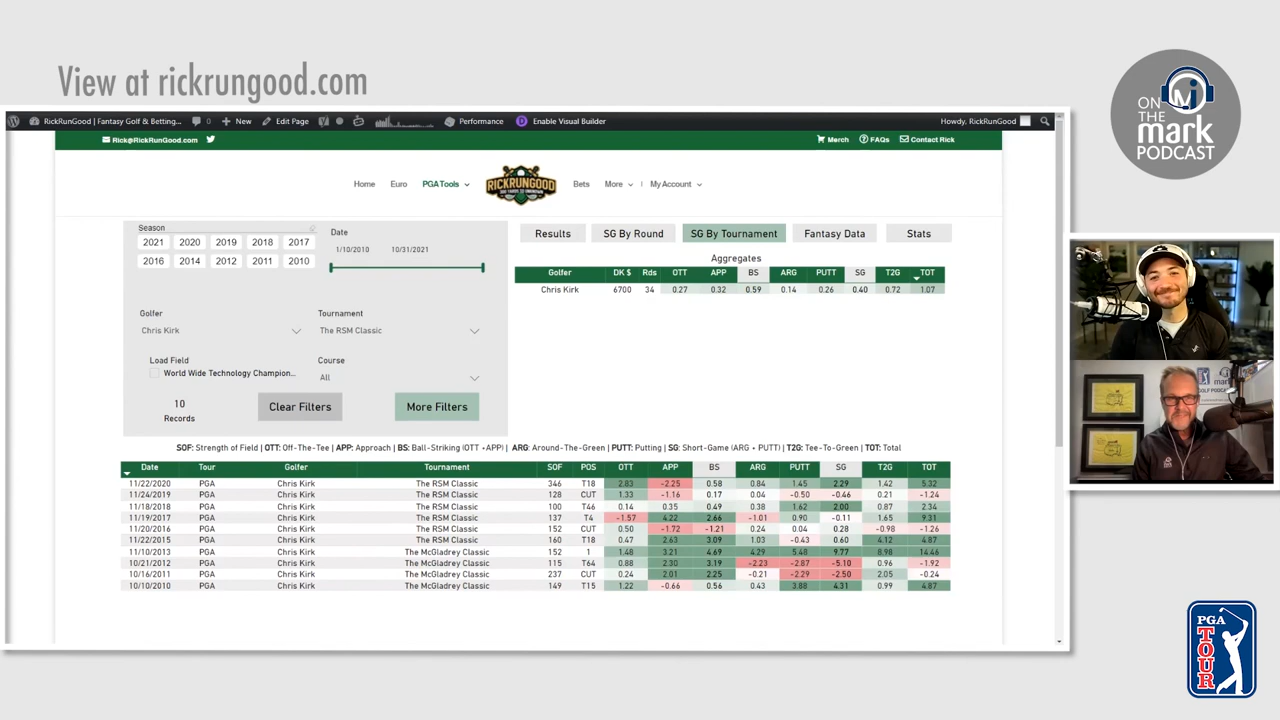 View at rickrungood.com
ON THE
mark
PODCAST
RickRunGood | Fantasy Golf & Betting... 0 New Edit Page Performance Enable Visual Builder Howdy, RickRunGood
Rick@RickRunGood.com Merch FAQs Contact Rick
Home Euro PGA Tools RICKRUNGOOD Bets More My Account
Season
2021 2020 2019 2018 2017
2016 2014 2012 2011 2010
Date
1/10/2010 10/31/2021
Golfer Tournament
Chris Kirk The RSM Classic
Load Field Course
World Wide Technology Champion... All
10
Records
Clear Filters More Filters
Results SG By Round SG By Tournament Fantasy Data Stats
Aggregates
Golfer DK $ Rds OTT APP BS ARG PUTT SG T2G TOT
Chris Kirk 6700 34 0.27 0.32 0.59 0.14 0.26 0.40 0.72 1.07
SOF: Strength of Field | OTT: Off-The-Tee | APP: Approach | BS: Ball-Striking (OTT +APP) | ARG: Around-The-Green | PUTT: Putting | SG: Short-Game (ARG + PUTT) | T2G: Tee-To-Green | TOT: Total
Date Tour Golfer Tournament SOF POS OTT APP BS ARG PUTT SG T2G TOT
11/22/2020 PGA Chris Kirk The RSM Classic 346 T18 2.83 -2.25 0.58 0.84 1.45 2.29 1.42 5.32
11/24/2019 PGA Chris Kirk The RSM Classic 128 CUT 1.33 -1.16 0.17 0.04 -0.50 -0.46 0.21 -1.24
11/18/2018 PGA Chris Kirk The RSM Classic 100 T46 0.14 0.35 0.49 0.38 1.62 2.00 0.87 2.34
11/19/2017 PGA Chris Kirk The RSM Classic 137 T4 -1.57 4.22 2.66 -1.01 0.90 -0.11 1.65 9.31
11/20/2016 PGA Chris Kirk The RSM Classic 152 CUT 0.50 -1.72 -1.21 0.24 0.04 0.28 -0.98 -1.26
11/22/2015 PGA Chris Kirk The RSM Classic 160 T18 0.47 2.63 3.09 1.03 -0.43 0.60 4.12 4.87
11/10/2013 PGA Chris Kirk The McGladrey Classic 152 1 1.48 3.21 4.69 4.29 5.48 9.77 8.98 14.46
10/21/2012 PGA Chris Kirk The McGladrey Classic 115 T64 0.88 2.30 3.19 -2.23 -2.87 -5.10 0.96 -1.92
10/16/2011 PGA Chris Kirk The McGladrey Classic 237 CUT 0.24 2.01 2.25 -0.21 -2.29 -2.50 2.05 -0.24
10/10/2010 PGA Chris Kirk The McGladrey Classic 149 T15 1.22 -0.66 0.56 0.43 3.88 4.31 0.99 4.87
PGA
TOUR